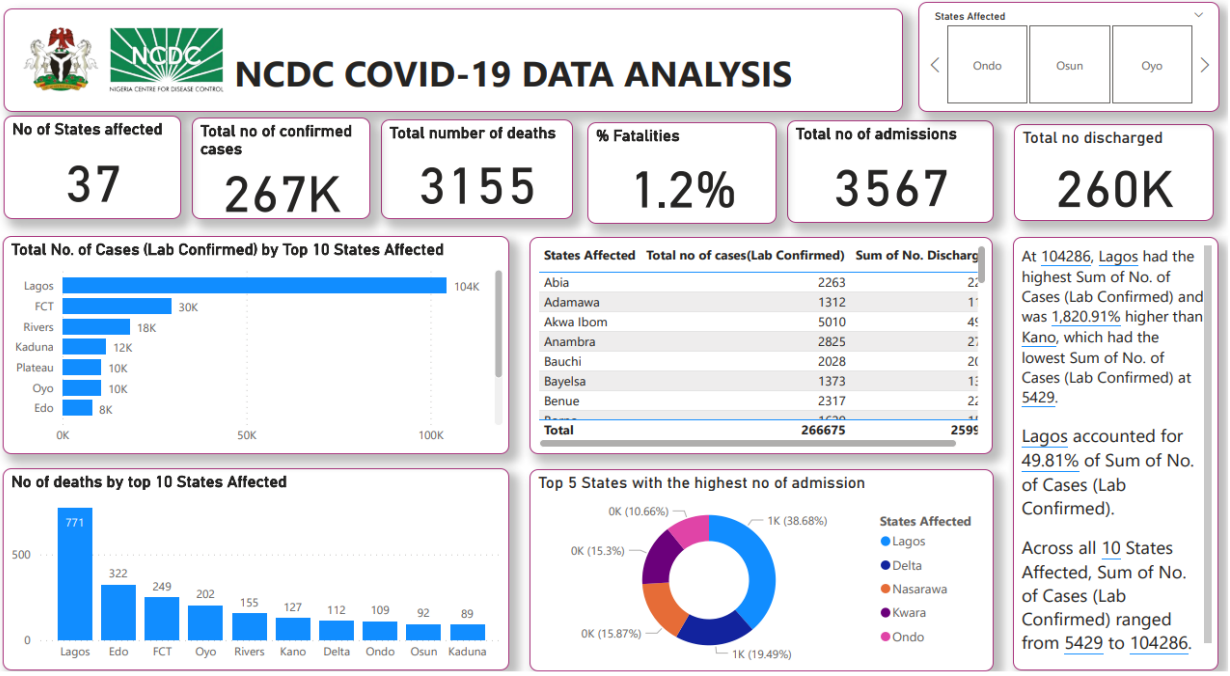 NCDC
NIGERIA CENTRE FOR DISEASE CONTROL
NCDC COVID-19 DATA ANALYSIS
States Affected
Ondo
Osun
Oyo
No of States affected
37
Total no of confirmed
cases
267K
Total number of deaths
3155
% Fatalities
1.2%
Total no of admissions
3567
Total no discharged
260K
Total No. of Cases (Lab Confirmed) by Top 10 States Affected
Lagos 104K
FCT 30K
Rivers 18K
Kaduna 12K
Plateau 10K
Oyo 10K
Edo 8K
0K 50K 100K
States Affected Total no of cases(Lab Confirmed) Sum of No. Discharg
Abia 2263 22
Adamawa 1312 11
Akwa Ibom 5010 49
Anambra 2825 27
Bauchi 2028 20
Bayelsa 1373 13
Benue 2317 22
Total 266675 2599
At 104286, Lagos had the
highest Sum of No. of
Cases (Lab Confirmed) and
was 1,820.91% higher than
Kano, which had the
lowest Sum of No. of
Cases (Lab Confirmed) at
5429.
Lagos accounted for
49.81% of Sum of No.
of Cases (Lab
Confirmed).
Across all 10 States
Affected, Sum of No.
of Cases (Lab
Confirmed) ranged
from 5429 to 104286.
No of deaths by top 10 States Affected
500
0
771
322
249
202
155
127
112
109
92
89
Lagos Edo FCT Oyo Rivers Kano Delta Ondo Osun Kaduna
Top 5 States with the highest no of admission
0K (10.66%)
1K (38.68%)
0K (15.3%)
0K (15.87%)
1K (19.49%)
States Affected
Lagos
Delta
Nasarawa
Kwara
Ondo